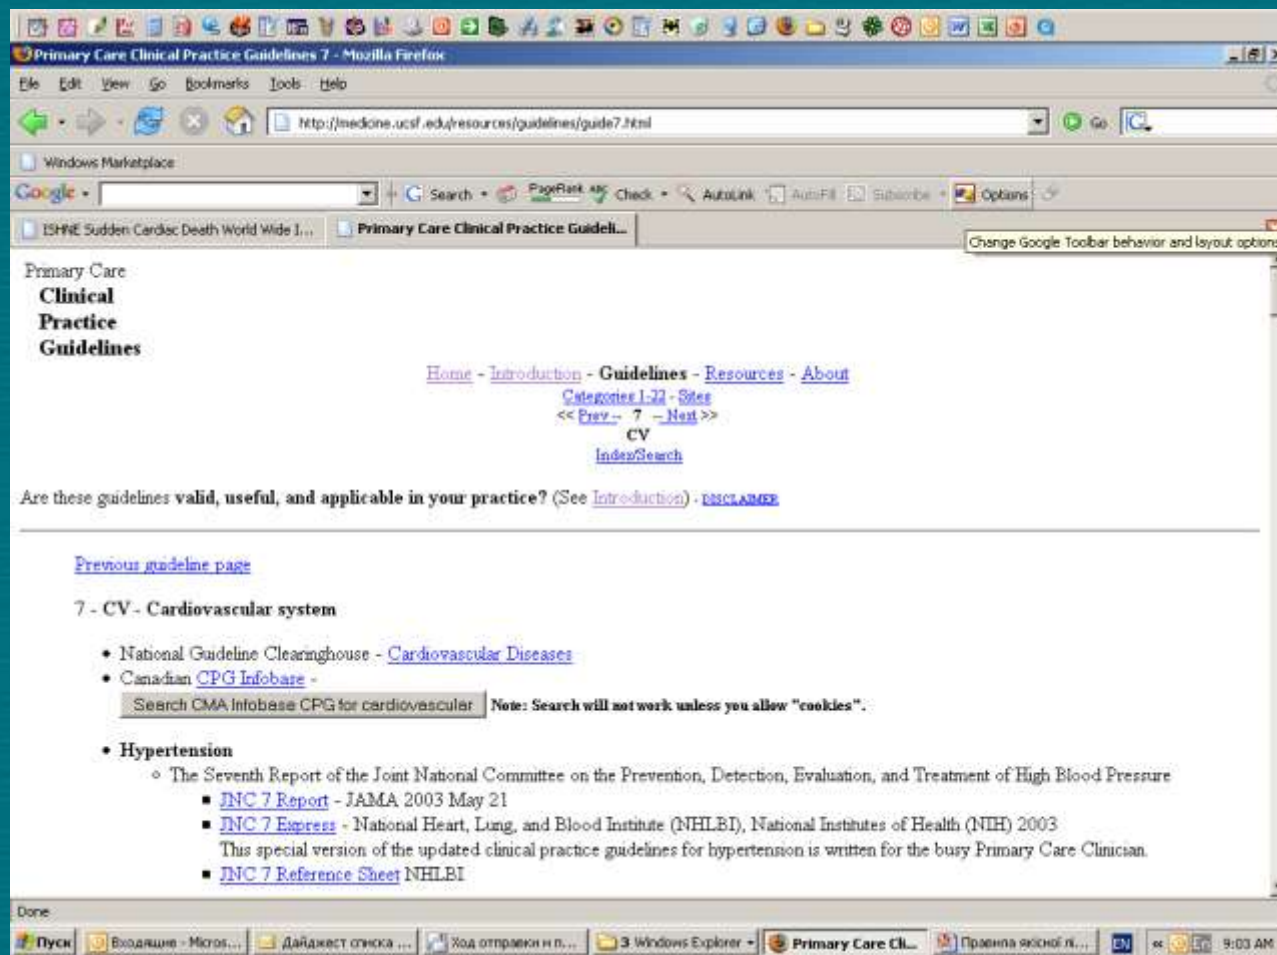 Primary Care Clinical Practice Guidelines 7 - Mozilla Firefox
File Edit View Go Bookmarks Tools Help
http://medicine.ucsf.edu/resources/guidelines/guide7.html Go
Windows Marketplace
Google Search PageRank ABC Check AutoLink AutoFill Subscribe Options
ISHNE Sudden Cardiac Death World Wide I... Primary Care Clinical Practice Guideli...
Change Google Toolbar behavior and layout options
Primary Care
Clinical
Practice
Guidelines
Home - Introduction - Guidelines - Resources - About
Categories 1-22 - Sites
<< Prev -- 7 -- Next >>
CV
Index/Search
Are these guidelines valid, useful, and applicable in your practice? (See Introduction) - DISCLAIMER
Previous guideline page
7 - CV - Cardiovascular system
• National Guideline Clearinghouse - Cardiovascular Diseases
• Canadian CPG Infobase -
Search CMA Infobase CPG for cardiovascular Note: Search will not work unless you allow "cookies".
• Hypertension
◦ The Seventh Report of the Joint National Committee on the Prevention, Detection, Evaluation, and Treatment of High Blood Pressure
▪ JNC 7 Report - JAMA 2003 May 21
▪ JNC 7 Express - National Heart, Lung, and Blood Institute (NHLBI), National Institutes of Health (NIH) 2003
This special version of the updated clinical practice guidelines for hypertension is written for the busy Primary Care Clinician.
▪ JNC 7 Reference Sheet NHLBI
Done
Пуск Входящие - Micros... Дайджест списка ... Ход отправки и п... 3 Windows Explorer Primary Care Cli... Правила якісної лі... EN « 9:03 AM